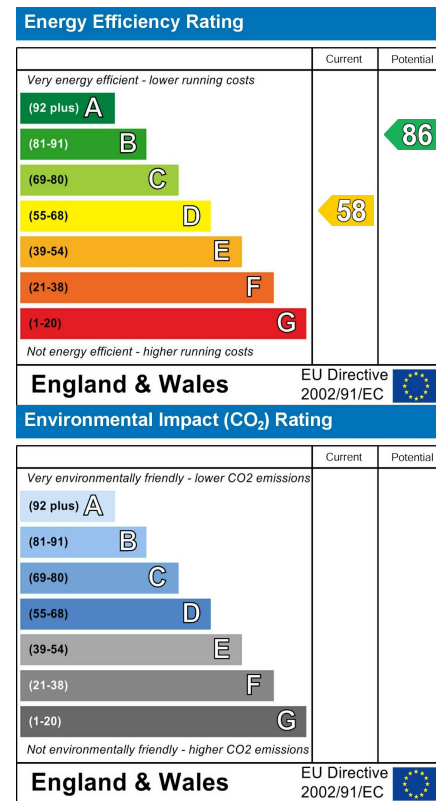 Energy Efficiency Rating
Current Potential
Very energy efficient - lower running costs
(92 plus) A
(81-91) B
(69-80) C
(55-68) D
(39-54) E
(21-38) F
(1-20) G
86
58
Not energy efficient - higher running costs
England & Wales
EU Directive
2002/91/EC
Environmental Impact (CO₂) Rating
Current Potential
Very environmentally friendly - lower CO2 emissions
(92 plus) A
(81-91) B
(69-80) C
(55-68) D
(39-54) E
(21-38) F
(1-20) G
Not environmentally friendly - higher CO2 emissions
England & Wales
EU Directive
2002/91/EC